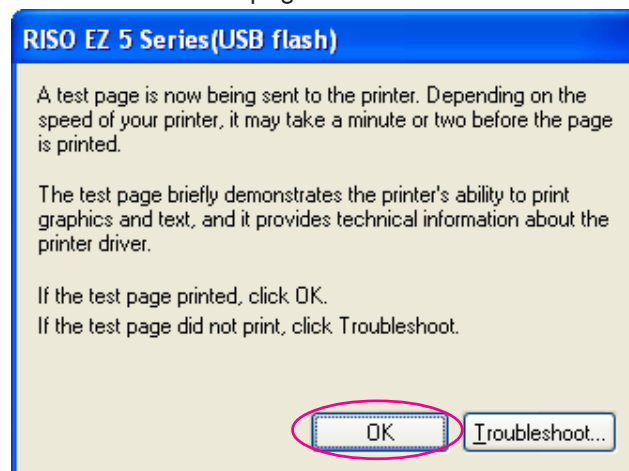 RISO EZ 5 Series(USB flash)
A test page is now being sent to the printer. Depending on the
speed of your printer, it may take a minute or two before the page
is printed.
The test page briefly demonstrates the printer's ability to print
graphics and text, and it provides technical information about the
printer driver.
If the test page printed, click OK.
If the test page did not print, click Troubleshoot.
OK Troubleshoot...